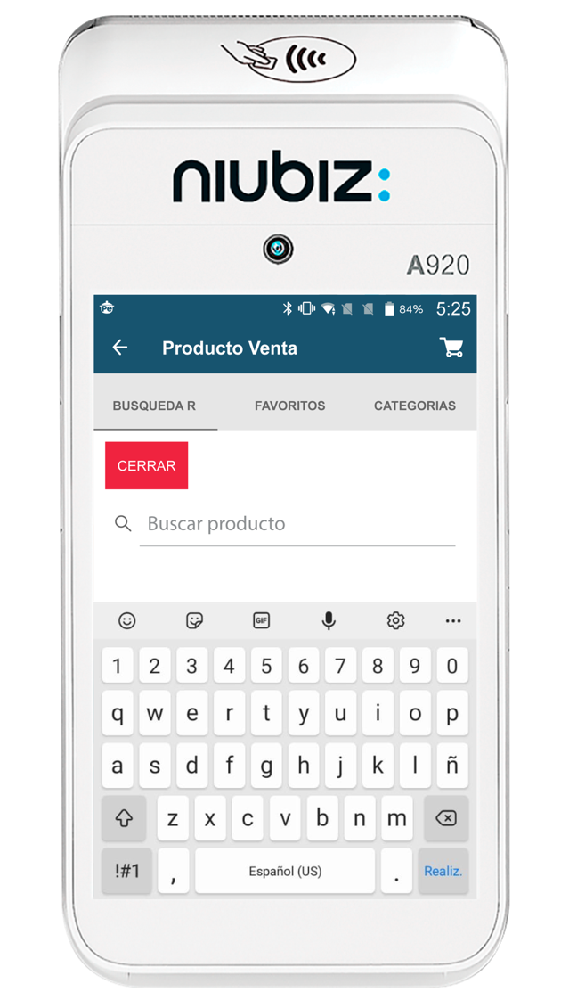 niubiz:
A920
Pe 84% 5:25
Producto Venta
BUSQUEDA R FAVORITOS CATEGORIAS
CERRAR
Buscar producto
GIF
1 2 3 4 5 6 7 8 9 0
q w e r t y u i o p
a s d f g h j k l ñ
z x c v b n m
!#1 , Español (US) . Realiz.